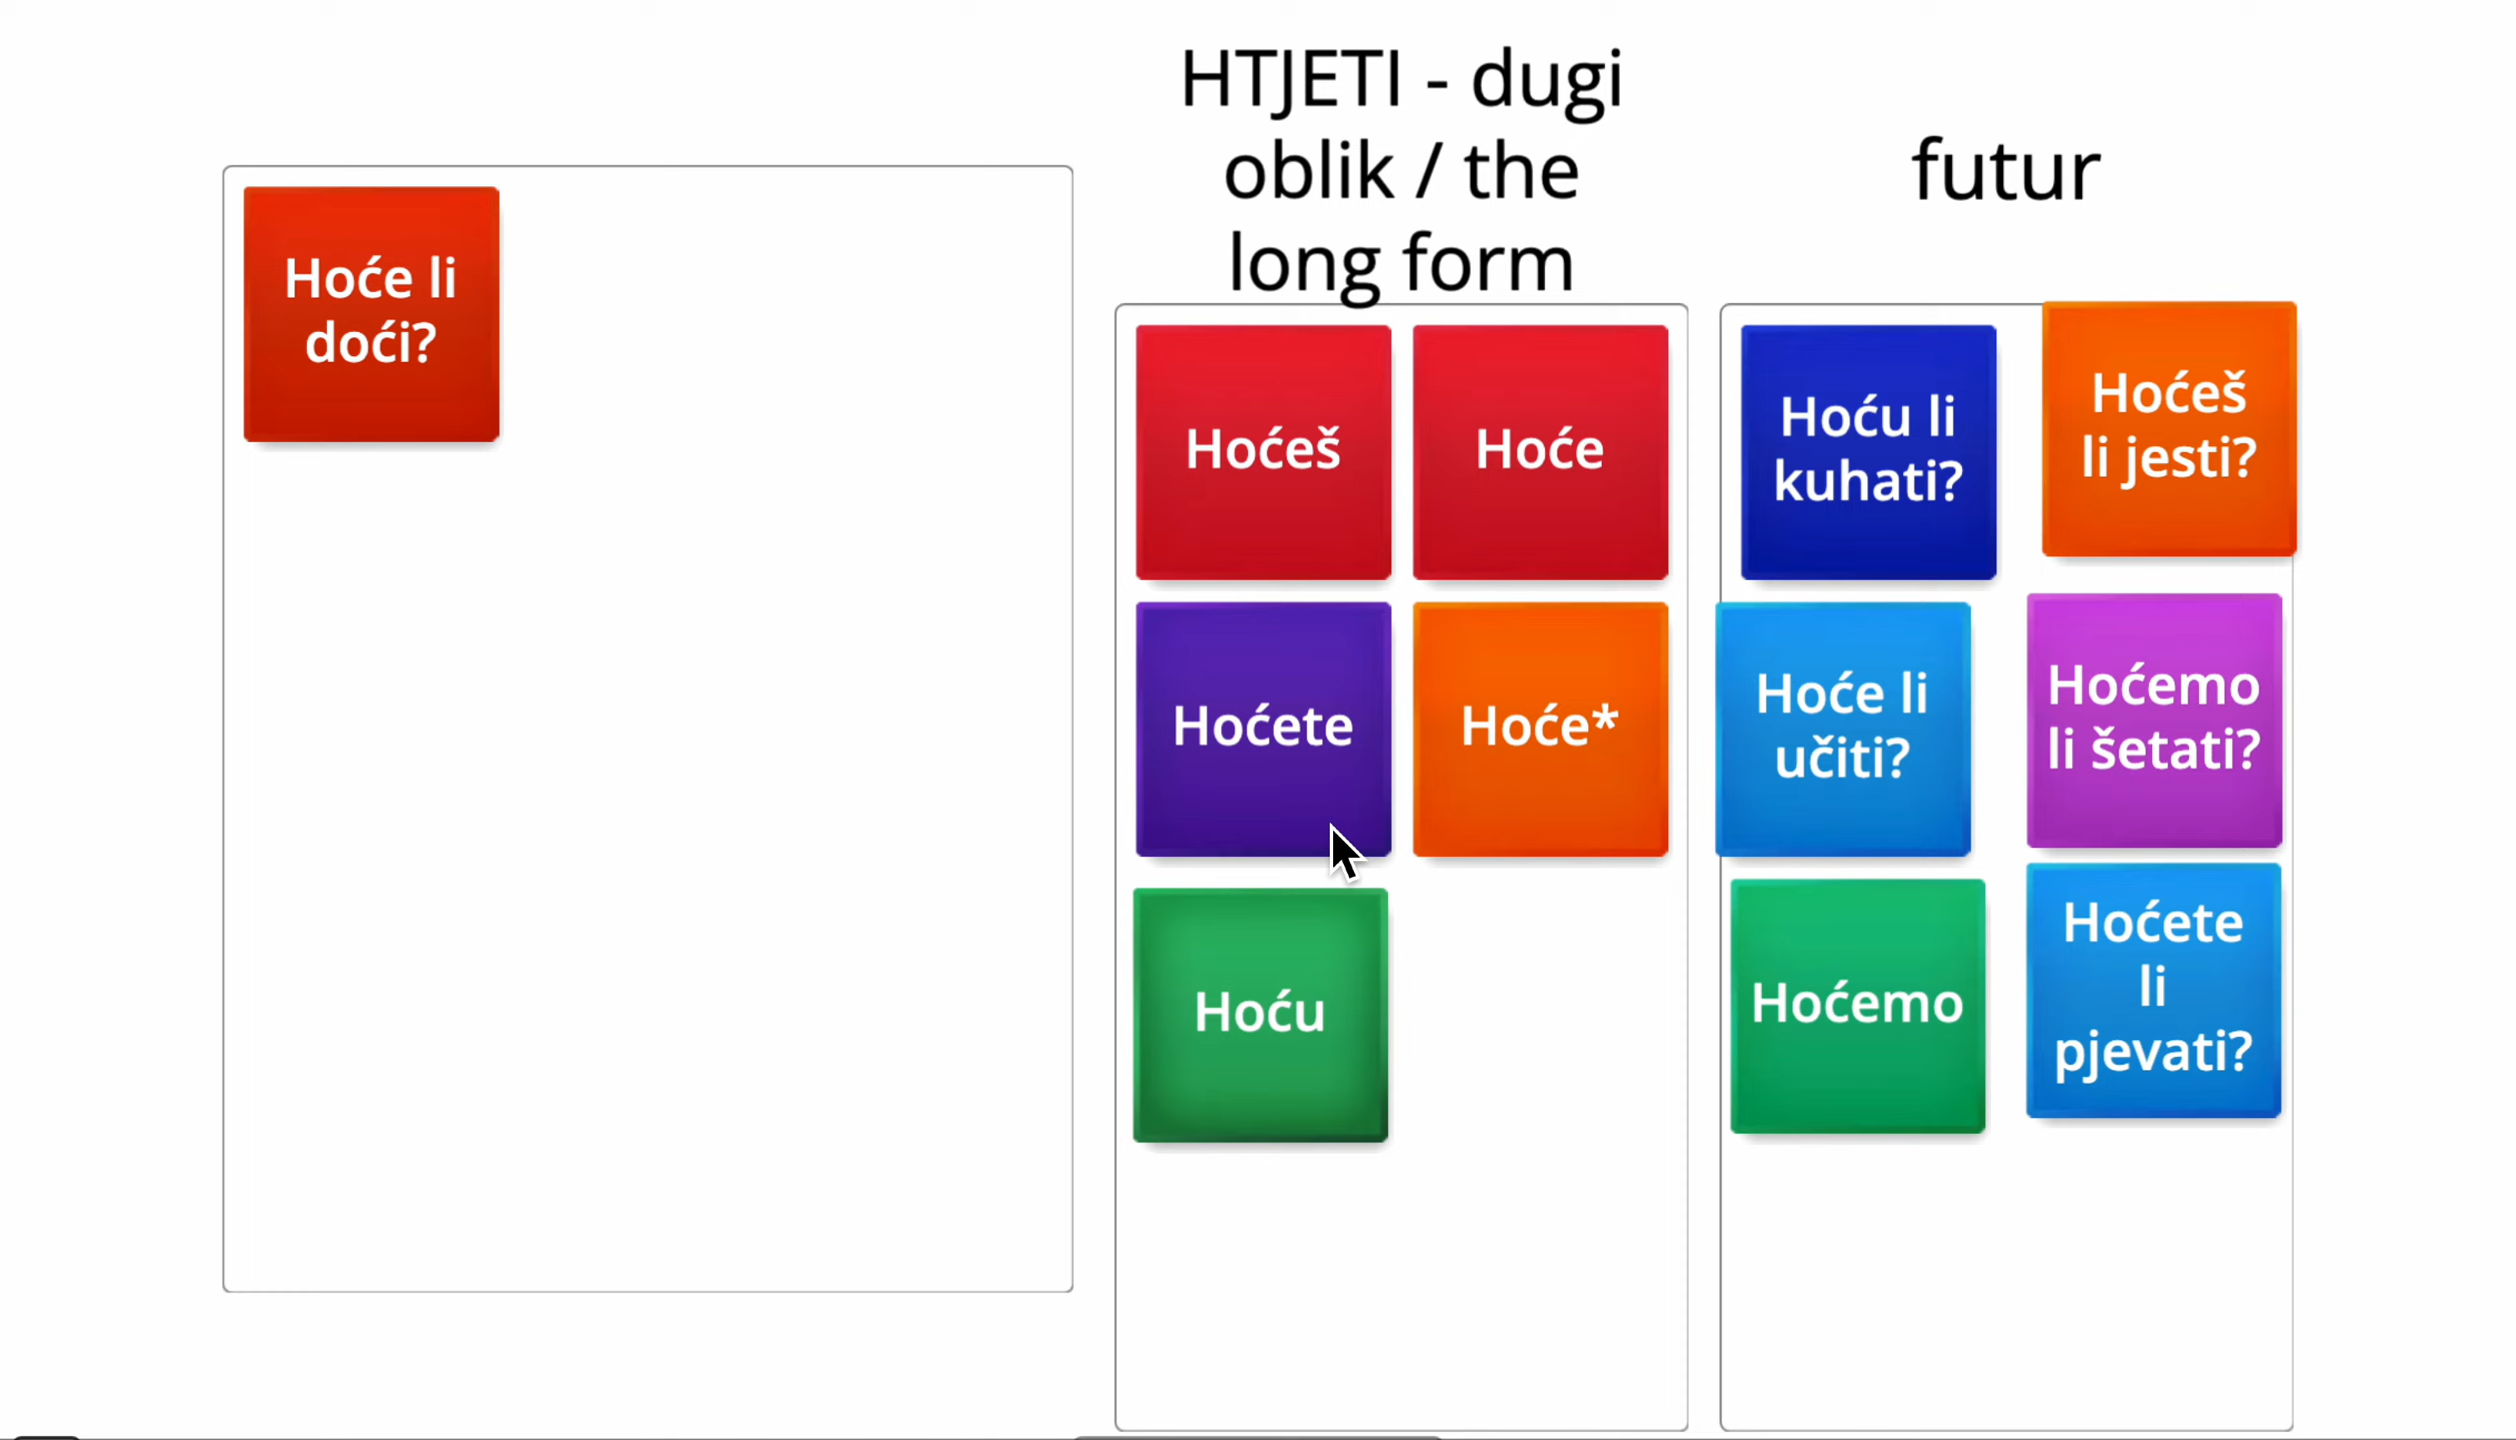 HTJETI - dugi
oblik / the
long form
futur
Hoće li
doći?
Hoćeš
Hoće
Hoćete
Hoće*
Hoću
Hoću li
kuhati?
Hoćeš
li jesti?
Hoće li
učiti?
Hoćemo
li šetati?
Hoćemo
Hoćete
li
pjevati?